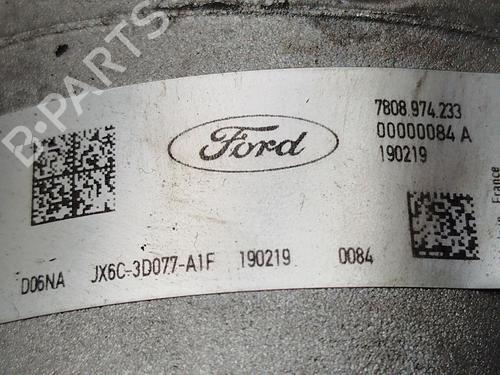 B-PARTS
7808.974.233
Ford
00000084 A
190219
France
D06NA JX6C-3D077-A1F 190219 0084